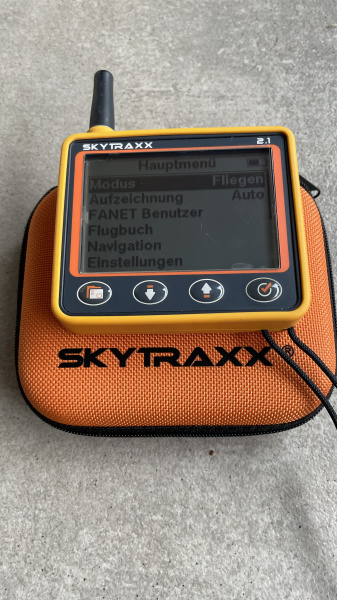 SKYTRAXX 2.1
Hauptmenü
Modus Fliegen
Aufzeichnung Auto
FANET Benutzer
Flugbuch
Navigation
Einstellungen
SKYTRAXX®